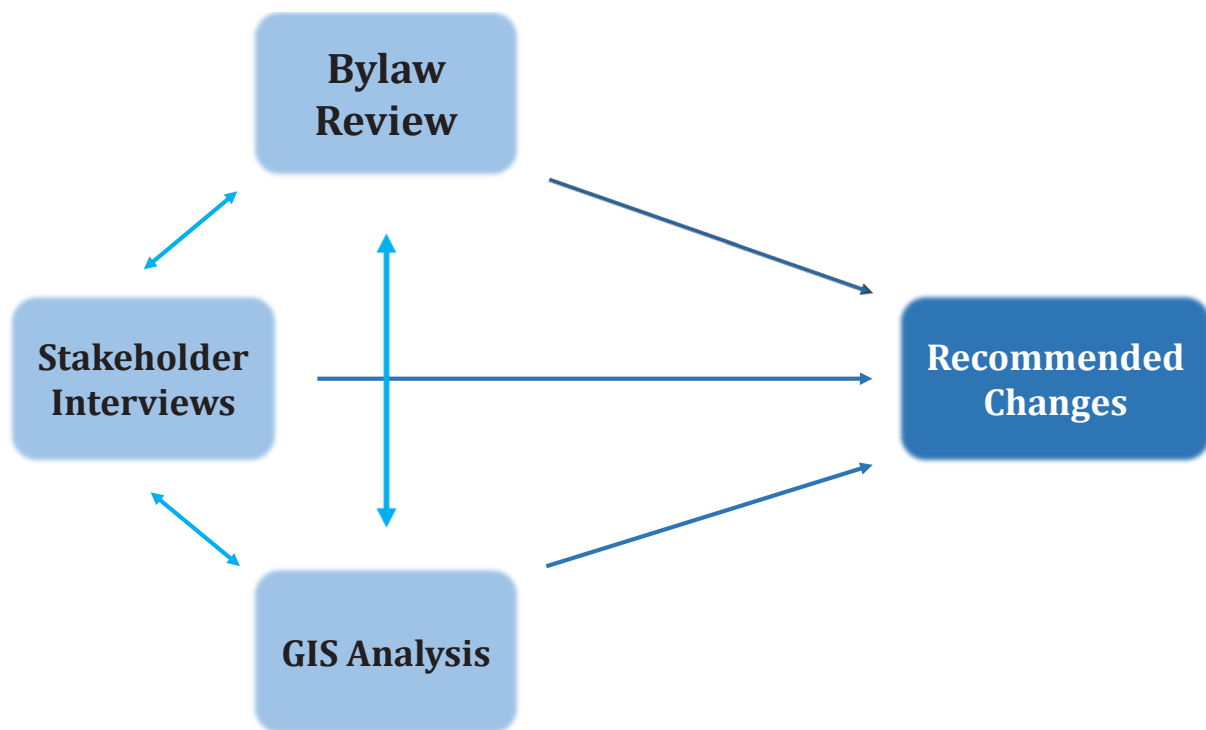 Bylaw
Review
Stakeholder
Interviews
Recommended
Changes
GIS Analysis